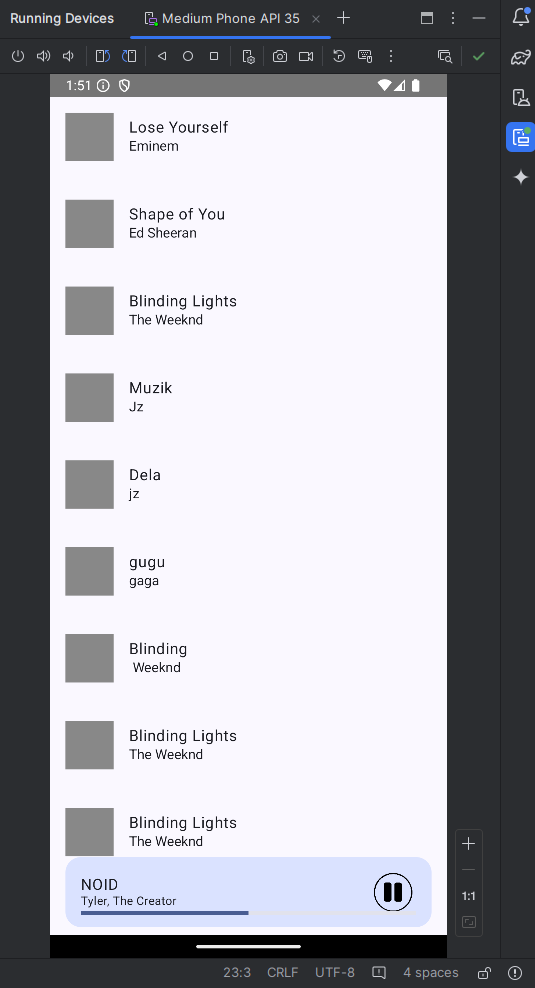 Running Devices
Medium Phone API 35
1:51
Lose Yourself
Eminem
Shape of You
Ed Sheeran
Blinding Lights
The Weeknd
Muzik
Jz
Dela
jz
gugu
gaga
Blinding
Weeknd
Blinding Lights
The Weeknd
Blinding Lights
The Weeknd
NOID
Tyler, The Creator
1:1
23:3 CRLF UTF-8 4 spaces